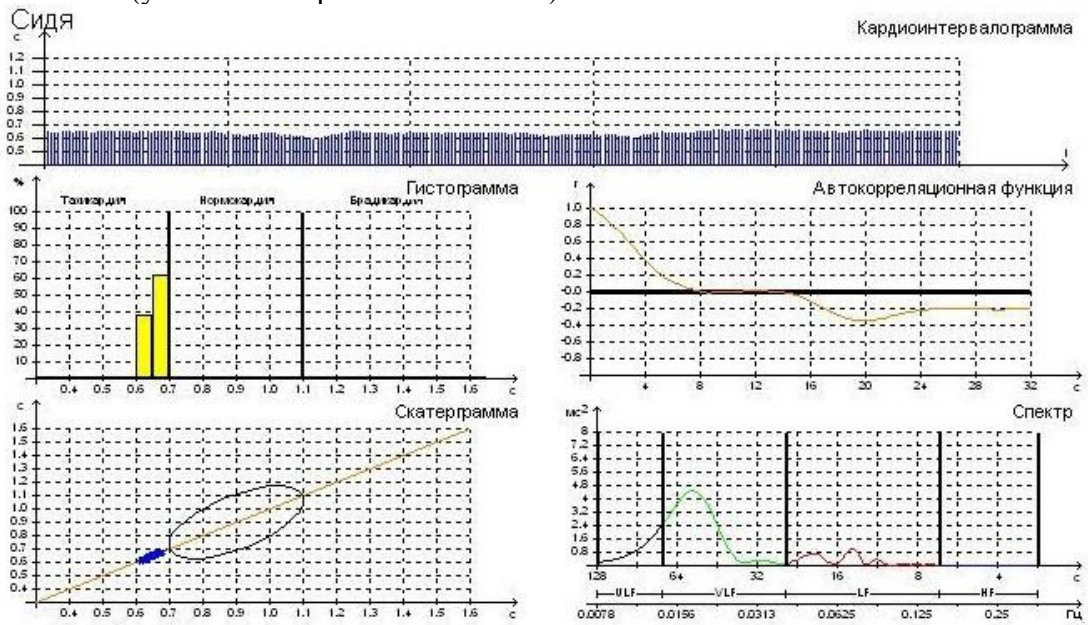 Сидя
Кардиоинтервалограмма
с
1.2
1.1
1.0
0.9
0.8
0.7
0.6
0.5
t
Гистограмма
%
Тахикардия Нормокардия Брадикардия
100
90
80
70
60
50
40
30
20
10
0.4 0.5 0.6 0.7 0.8 0.9 1.0 1.1 1.2 1.3 1.4 1.5 1.6 с
Автокорреляционная функция
r
1.0
0.8
0.6
0.4
0.2
-0.0
-0.2
-0.4
-0.6
-0.8
4 8 12 16 20 24 28 32 с
Скатерграмма
с
1.6
1.5
1.4
1.3
1.2
1.1
1.0
0.9
0.8
0.7
0.6
0.5
0.4
0.4 0.5 0.6 0.7 0.8 0.9 1.0 1.1 1.2 1.3 1.4 1.5 1.6 с
Спектр
мс2
8
7.2
6.4
5.6
4.8
4
3.2
2.4
1.6
0.8
128 64 32 16 8 4 с
ULF VLF LF HF
0.0078 0.0156 0.0313 0.0625 0.125 0.25 Гц